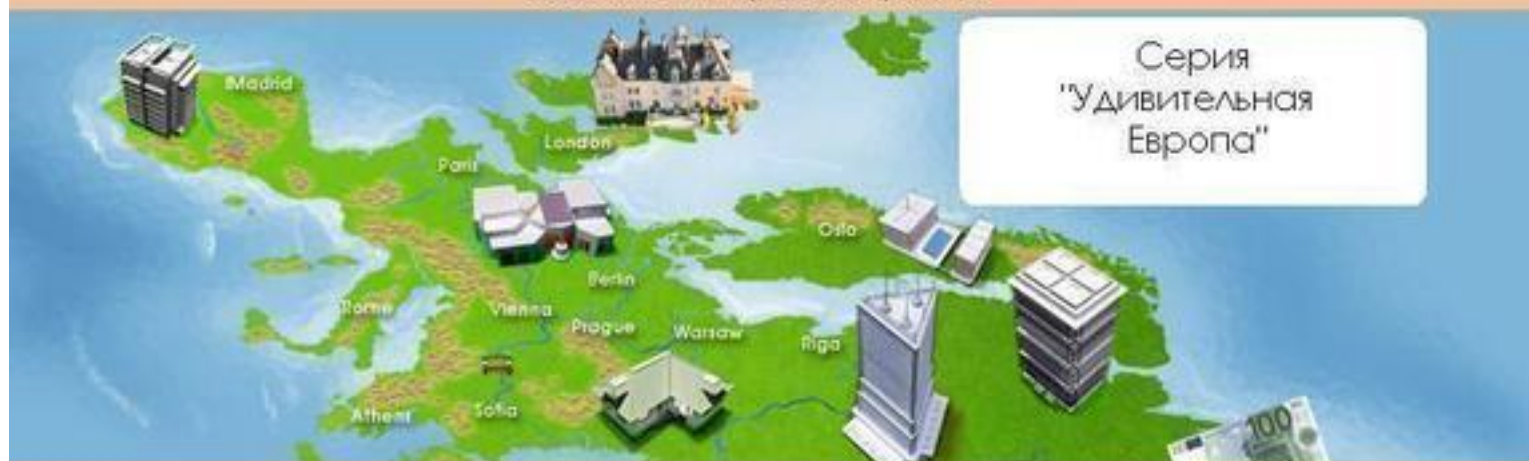 Серия
"Удивительная
Европа"
Madrid
London
Paris
Oslo
Berlin
Rome
Vienna
Prague
Warsaw
Riga
Athens
Sofia
100